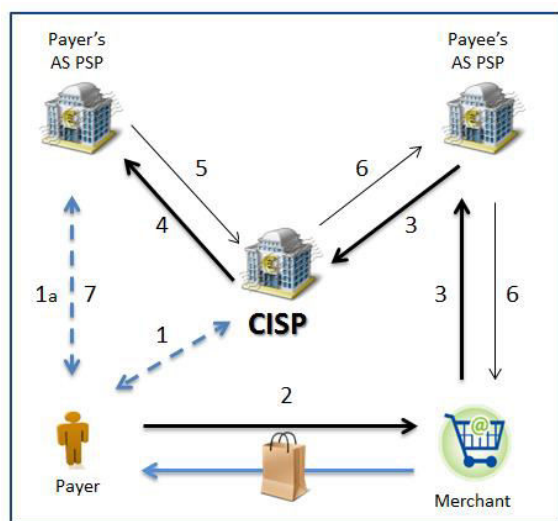 Payer's
AS PSP
Payee's
AS PSP
5
6
4
3
1a
7
1
CISP
3
6
2
@
Payer
Merchant